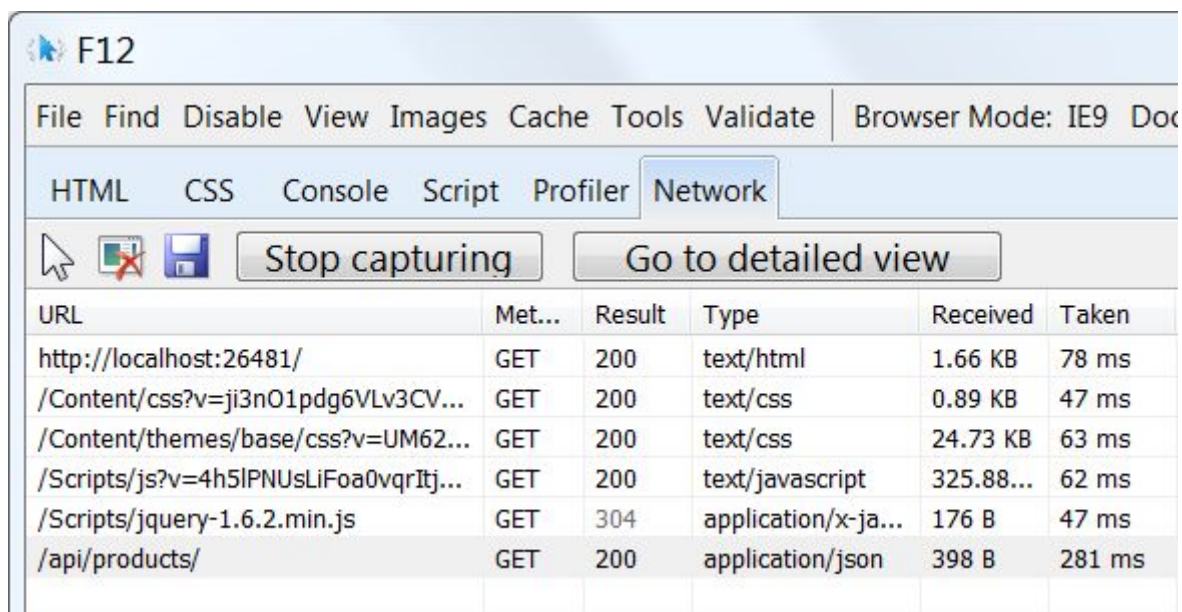 F12
File Find Disable View Images Cache Tools Validate Browser Mode: IE9 Doc
HTML CSS Console Script Profiler Network
Stop capturing Go to detailed view
URL Met... Result Type Received Taken
http://localhost:26481/ GET 200 text/html 1.66 KB 78 ms
/Content/css?v=ji3nO1pdg6VLv3CV... GET 200 text/css 0.89 KB 47 ms
/Content/themes/base/css?v=UM62... GET 200 text/css 24.73 KB 63 ms
/Scripts/js?v=4h5lPNUsLiFoa0vqrItj... GET 200 text/javascript 325.88... 62 ms
/Scripts/jquery-1.6.2.min.js GET 304 application/x-ja... 176 B 47 ms
/api/products/ GET 200 application/json 398 B 281 ms